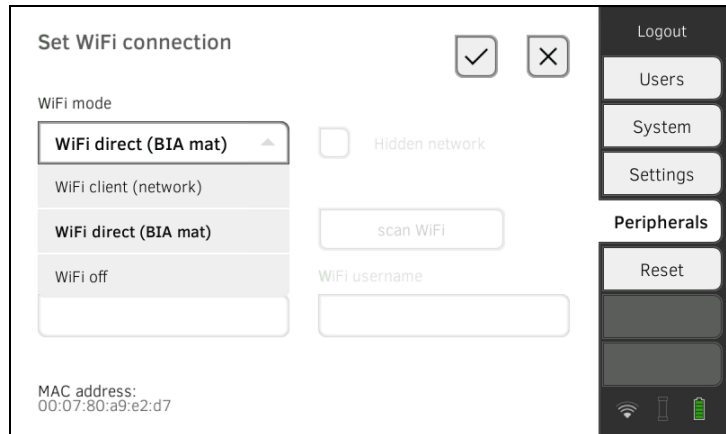 Set WiFi connection
WiFi mode
WiFi direct (BIA mat)
Hidden network
WiFi client (network)
WiFi direct (BIA mat)
scan WiFi
WiFi off
WiFi username
MAC address:
00:07:80:a9:e2:d7
Logout
Users
System
Settings
Peripherals
Reset